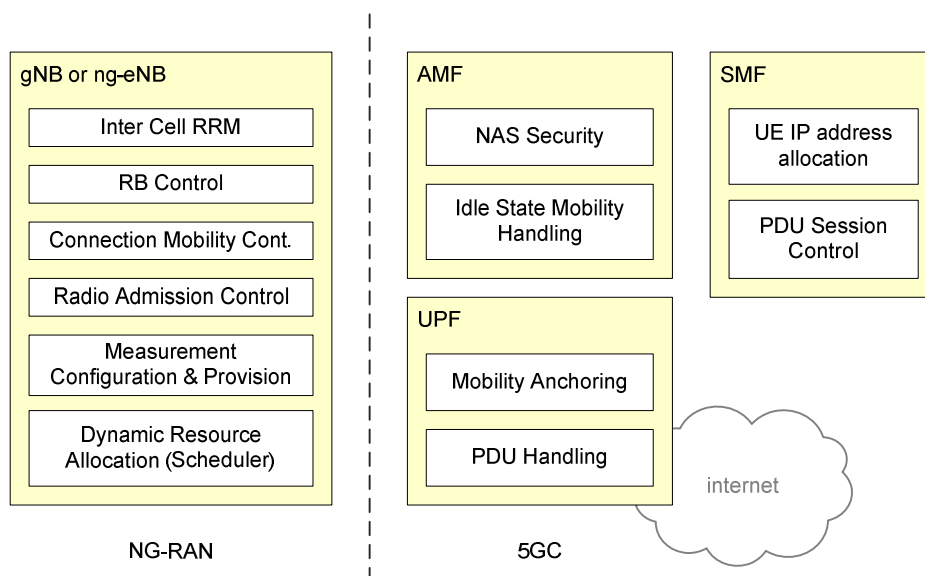 gNB or ng-eNB
Inter Cell RRM
RB Control
Connection Mobility Cont.
Radio Admission Control
Measurement
Configuration & Provision
Dynamic Resource
Allocation (Scheduler)
NG-RAN
AMF
NAS Security
Idle State Mobility
Handling
SMF
UE IP address
allocation
PDU Session
Control
UPF
Mobility Anchoring
PDU Handling
internet
5GC